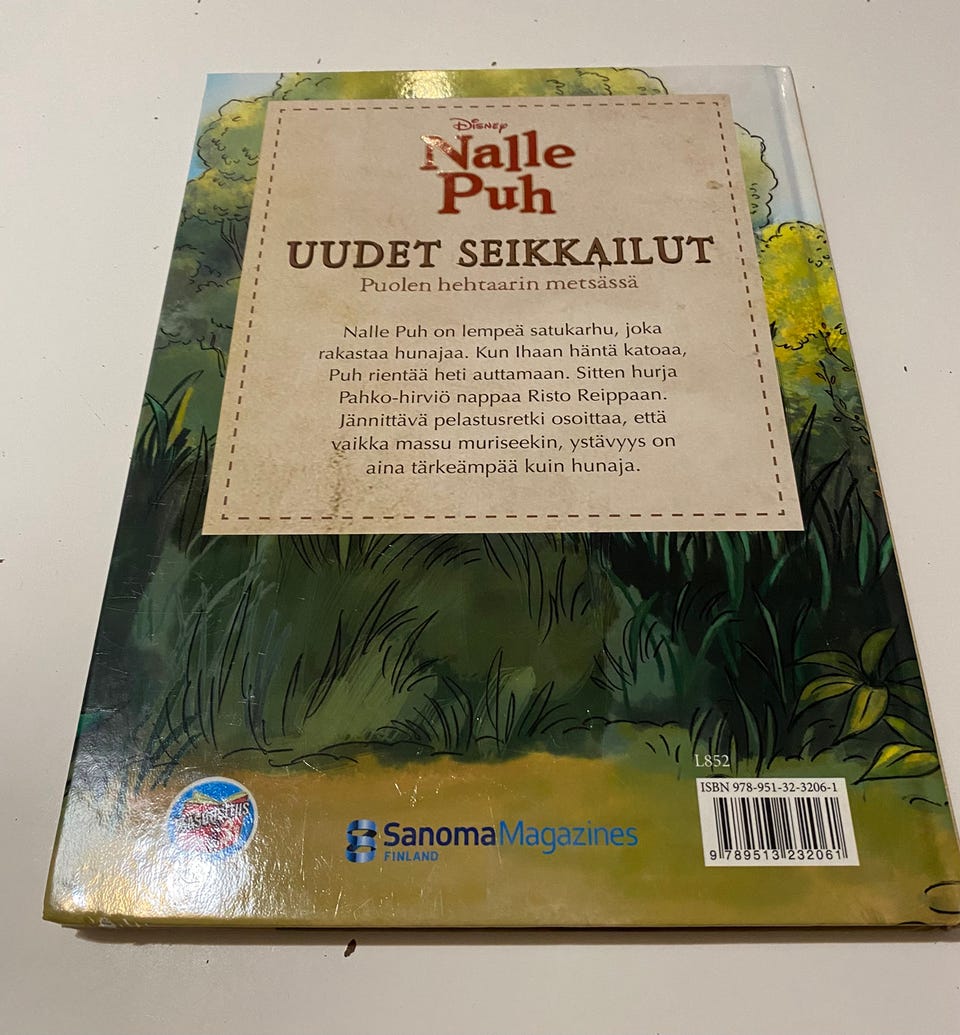 Disney
Nalle
Puh
UUDET SEIKKAILUT
Puolen hehtaarin metsässä
Nalle Puh on lempeä satukarhu, joka
rakastaa hunajaa. Kun Ihaan häntä katoaa,
Puh rientää heti auttamaan. Sitten hurja
Pahko-hirviö nappaa Risto Reippaan.
Jännittävä pelastusretki osoittaa, että
vaikka massu muriseekin, ystävyys on
aina tärkeämpää kuin hunaja.
L852
ISBN 978-951-32-3206-1
9 789513 232061
SanomaMagazines
FINLAND